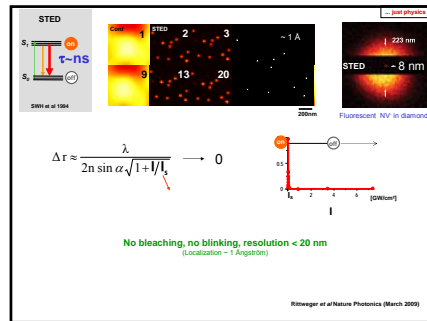 ... just physics
STED
S₁
on
τ~ns
S₀
off
SWH et al 1994
Conf
1
STED
2
3
~ 1 Å
9
13
20
200nm
223 nm
STED
~ 8 nm
Fluorescent NV⁻ in diamond
Δ r ≈ λ / 2n sin α √1 + I/Iₛ → 0
on
off
0.5
0
Iₛ
0
4
8
[GW/cm²]
I
No bleaching, no blinking, resolution < 20 nm
(Localization ~ 1 Ångström)
Rittweger et al Nature Photonics (March 2009)